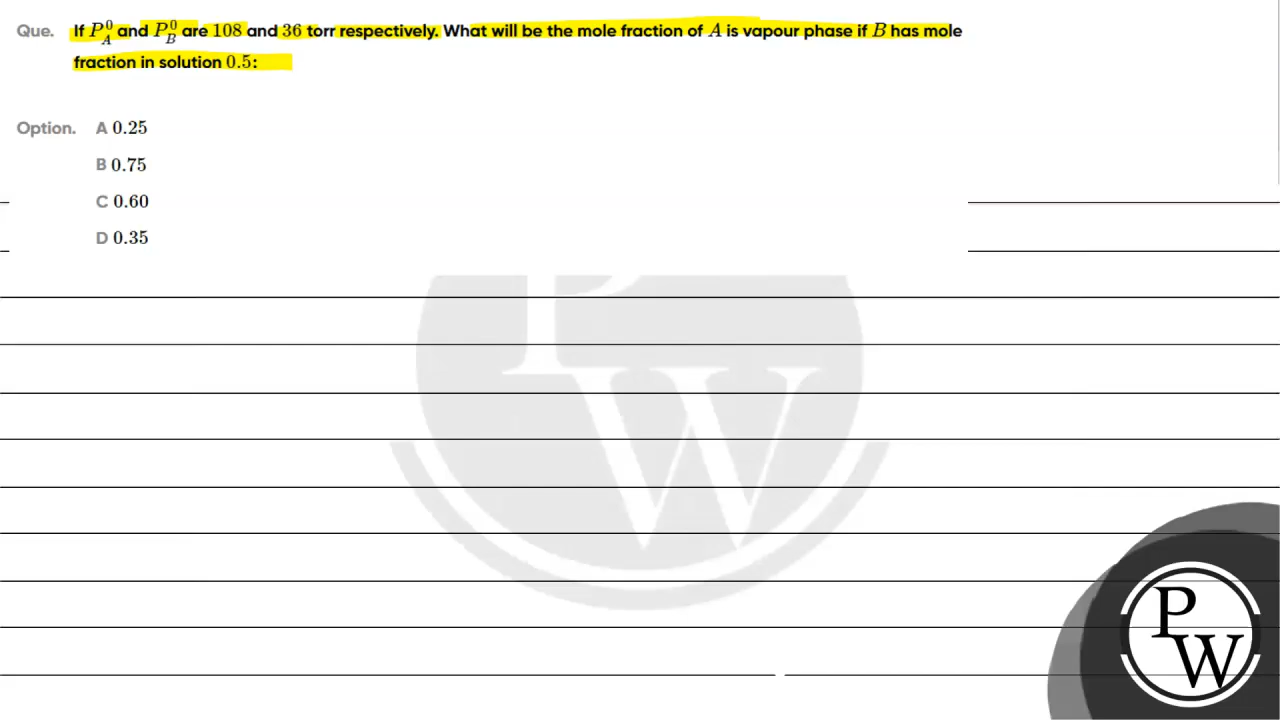 Que. If $P_A^0$ and $P_B^0$ are 108 and 36 torr respectively. What will be the mole fraction of $A$ is vapour phase if $B$ has mole
fraction in solution 0.5:
Option. A 0.25
B 0.75
C 0.60
D 0.35
PW